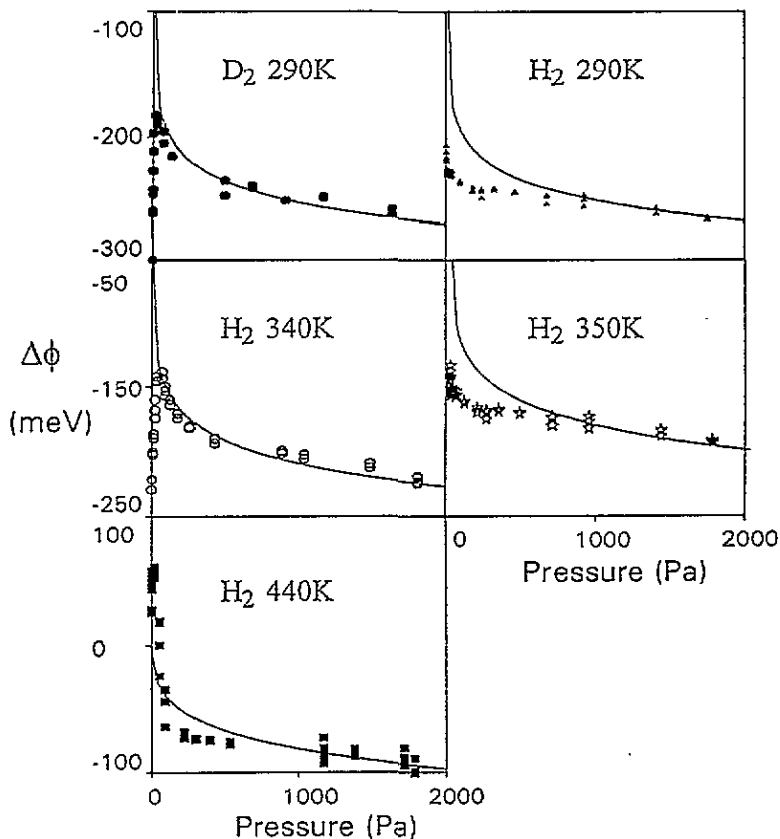 -100
D₂ 290K
H₂ 290K
-200
-300
-50
H₂ 340K
H₂ 350K
Δϕ
(meV)
-150
-250
0 1000 2000
Pressure (Pa)
100
H₂ 440K
0
-100
0 1000 2000
Pressure (Pa)